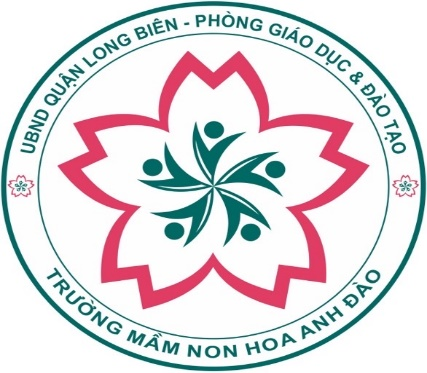 UBND QUẬN LONG BIÊN - PHÒNG GIÁO DỤC & ĐÀO TẠO
TRƯỜNG MẦM NON HOA ANH ĐÀO